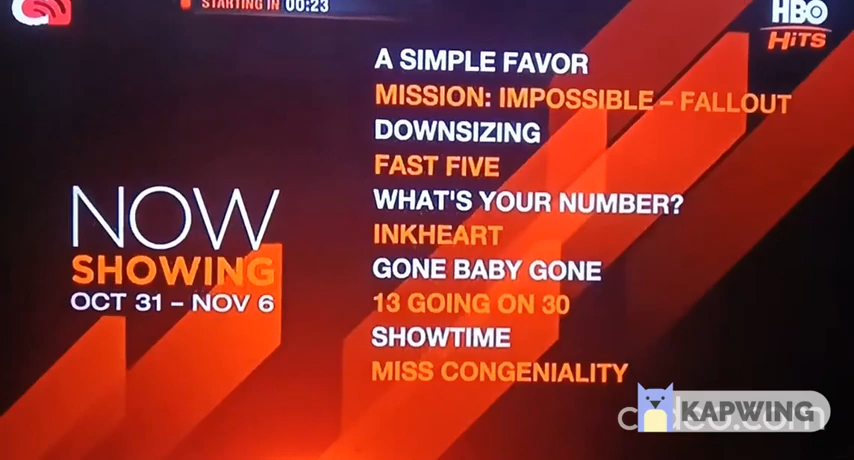 STARTING IN 00:23
HBO
HiTS
A SIMPLE FAVOR
MISSION: IMPOSSIBLE – FALLOUT
DOWNSIZING
FAST FIVE
WHAT'S YOUR NUMBER?
INKHEART
GONE BABY GONE
13 GOING ON 30
SHOWTIME
MISS CONGENIALITY
NOW
SHOWING
OCT 31 – NOV 6
KAPWING